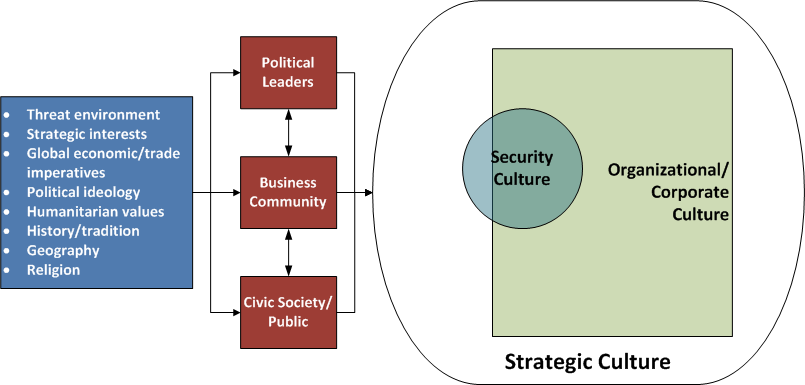 • Threat environment
• Strategic interests
• Global economic/trade
imperatives
• Political ideology
• Humanitarian values
• History/tradition
• Geography
• Religion
Political
Leaders
Business
Community
Civic Society/
Public
Security
Culture
Organizational/
Corporate
Culture
Strategic Culture